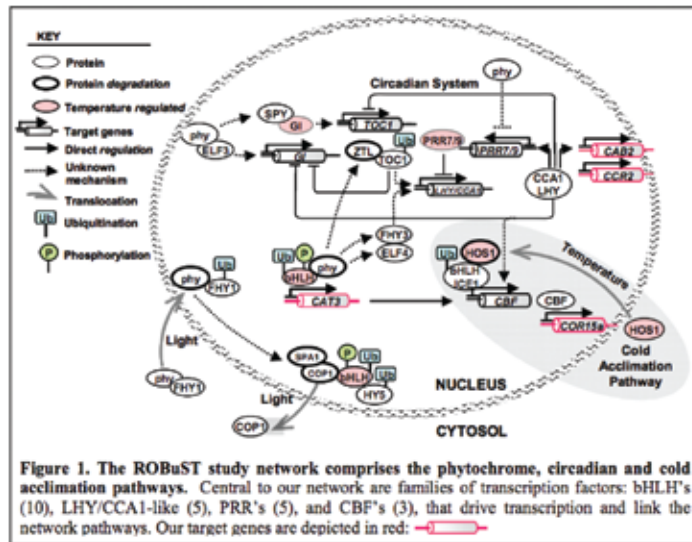 KEY
Protein
Protein degradation
Temperature regulated
Target genes
Direct regulation
Unknown mechanism
Translocation
Ub Ubiquitination
P Phosphorylation
Circadian System
phy
SPY
GI
TOC1
phy
ELF3
GI
ZTL
Ub
TOC1
PRR7/9
PRR7/9
LHY/CCA1
CCA1
LHY
CAB2
CCR2
FHY3
ELF4
Ub
P
bHLH
phy
CAT3
Ub
HOS1
bHLH
ICE1
CBF
CBF
COR15a
Temperature
HOS1
Cold
Acclimation
Pathway
phy
Ub
FHY1
Light
phy
FHY1
SPA1
COP1
P
bHLH
Ub
Ub
HY5
Light
COP1
NUCLEUS
CYTOSOL
Figure 1. The ROBuST study network comprises the phytochrome, circadian and cold
acclimation pathways. Central to our network are families of transcription factors: bHLH's
(10), LHY/CCA1-like (5), PRR's (5), and CBF's (3), that drive transcription and link the
network pathways. Our target genes are depicted in red: